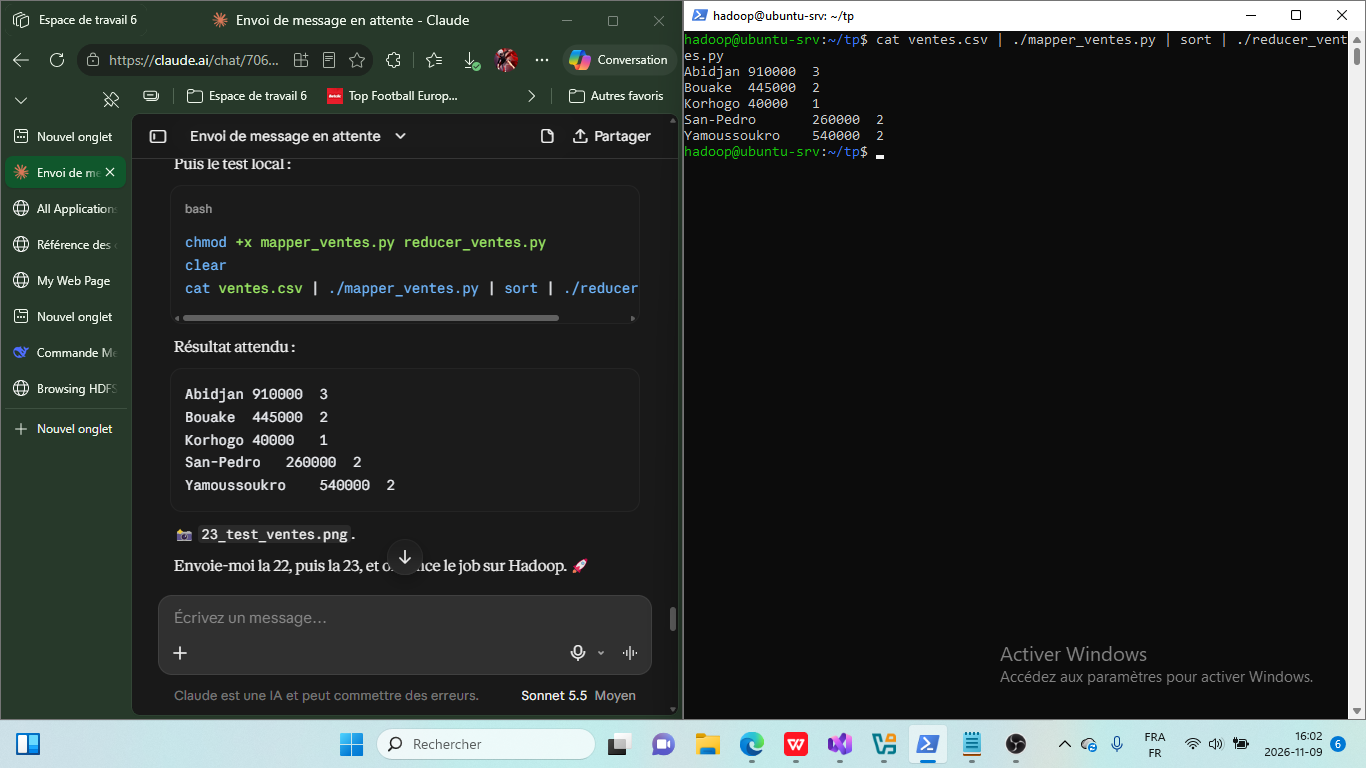 Espace de travail 6
Envoi de message en attente - Claude
https://claude.ai/chat/706...
Conversation
Espace de travail 6
Top Football Europ...
Autres favoris
Nouvel onglet
Envoi de me
All Applications
Référence des
My Web Page
Nouvel onglet
Commande Me
Browsing HDFS
Nouvel onglet
Envoi de message en attente
Partager
Puis le test local :
bash
chmod +x mapper_ventes.py reducer_ventes.py
clear
cat ventes.csv | ./mapper_ventes.py | sort | ./reducer
Résultat attendu :
Abidjan 910000 3
Bouake 445000 2
Korhogo 40000 1
San-Pedro 260000 2
Yamoussoukro 540000 2
23_test_ventes.png.
Envoie-moi la 22, puis la 23, et le job sur Hadoop.
Écrivez un message…
Claude est une IA et peut commettre des erreurs.
Sonnet 5.5 Moyen
hadoop@ubuntu-srv: ~/tp
hadoop@ubuntu-srv:~/tp$ cat ventes.csv | ./mapper_ventes.py | sort | ./reducer_vent
es.py
Abidjan 910000 3
Bouake 445000 2
Korhogo 40000 1
San-Pedro 260000 2
Yamoussoukro 540000 2
hadoop@ubuntu-srv:~/tp$
Activer Windows
Accédez aux paramètres pour activer Windows.
Rechercher
FRA
FR
16:02
2026-11-09
6